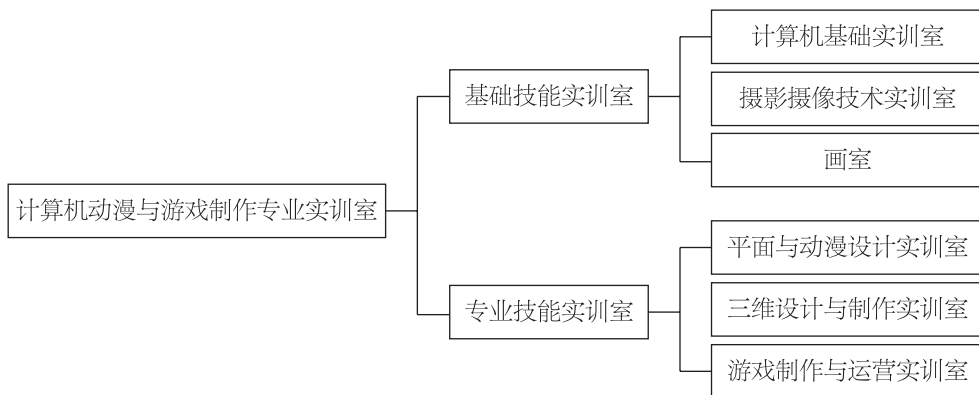 计算机动漫与游戏制作专业实训室
基础技能实训室
计算机基础实训室
摄影摄像技术实训室
画室
专业技能实训室
平面与动漫设计实训室
三维设计与制作实训室
游戏制作与运营实训室